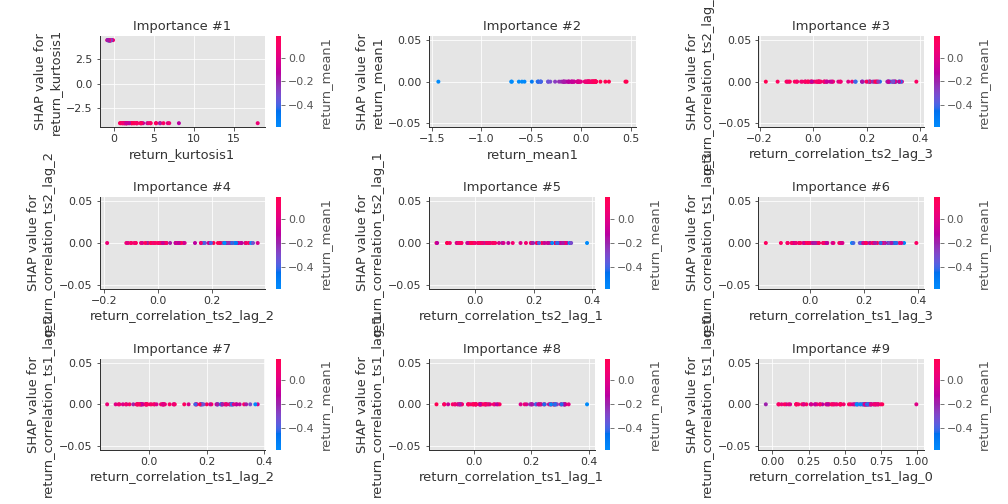 Importance #1
SHAP value for
return_kurtosis1
5.0
2.5
0.0
−2.5
0
5
10
15
return_kurtosis1
0.0
−0.2
−0.4
return_mean1
Importance #2
SHAP value for
return_mean1
0.05
0.00
−0.05
−1.5
−1.0
−0.5
0.0
0.5
return_mean1
0.0
−0.2
−0.4
return_mean1
Importance #3
SHAP value for
return_correlation_ts2_lag_3
0.05
0.00
−0.05
−0.2
0.0
0.2
0.4
return_correlation_ts2_lag_3
0.0
−0.2
−0.4
return_mean1
Importance #4
SHAP value for
return_correlation_ts2_lag_2
0.05
0.00
−0.05
−0.2
0.0
0.2
return_correlation_ts2_lag_2
0.0
−0.2
−0.4
return_mean1
Importance #5
SHAP value for
return_correlation_ts2_lag_1
0.05
0.00
−0.05
0.0
0.2
0.4
return_correlation_ts2_lag_1
0.0
−0.2
−0.4
return_mean1
Importance #6
SHAP value for
return_correlation_ts1_lag_3
0.05
0.00
−0.05
0.0
0.2
0.4
return_correlation_ts1_lag_3
0.0
−0.2
−0.4
return_mean1
Importance #7
SHAP value for
return_correlation_ts1_lag_2
0.05
0.00
−0.05
0.0
0.2
0.4
return_correlation_ts1_lag_2
0.0
−0.2
−0.4
return_mean1
Importance #8
SHAP value for
return_correlation_ts1_lag_1
0.05
0.00
−0.05
0.0
0.2
0.4
return_correlation_ts1_lag_1
0.0
−0.2
−0.4
return_mean1
Importance #9
SHAP value for
return_correlation_ts1_lag_0
0.05
0.00
−0.05
0.00
0.25
0.50
0.75
1.00
return_correlation_ts1_lag_0
0.0
−0.2
−0.4
return_mean1